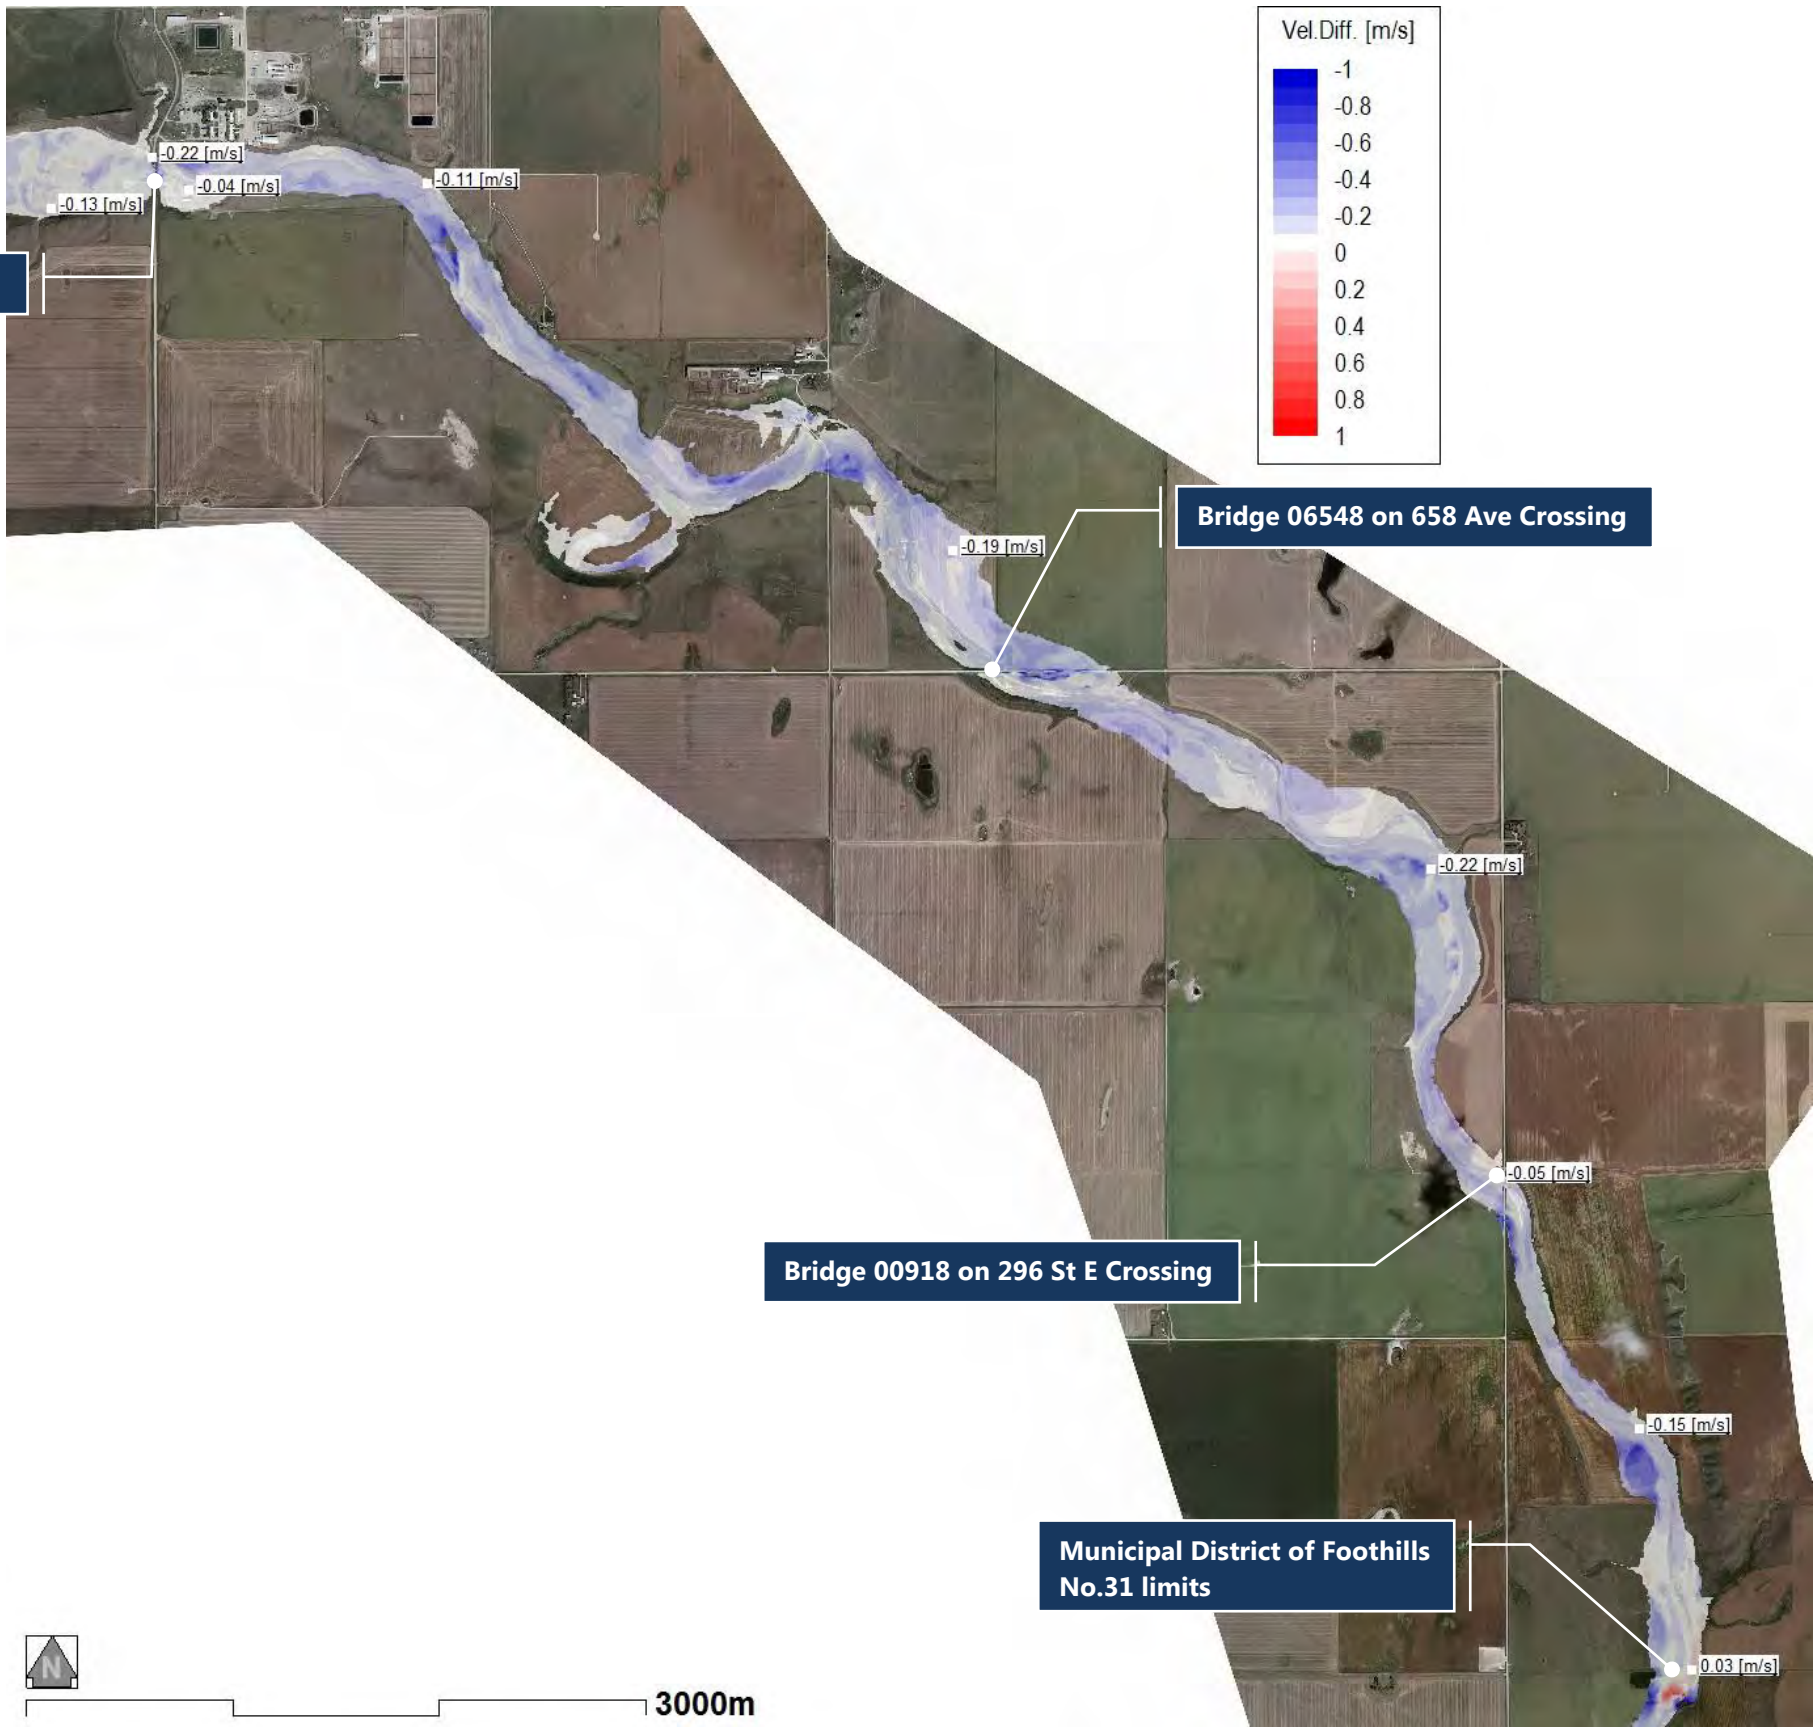 Vel.Diff. [m/s]
-1
-0.8
-0.6
-0.4
-0.2
0
0.2
0.4
0.6
0.8
1
-0.22 [m/s]
-0.04 [m/s]
-0.13 [m/s]
-0.11 [m/s]
Bridge 06548 on 658 Ave Crossing
-0.19 [m/s]
-0.22 [m/s]
-0.05 [m/s]
Bridge 00918 on 296 St E Crossing
-0.15 [m/s]
Municipal District of Foothills
No.31 limits
0.03 [m/s]
N
3000m